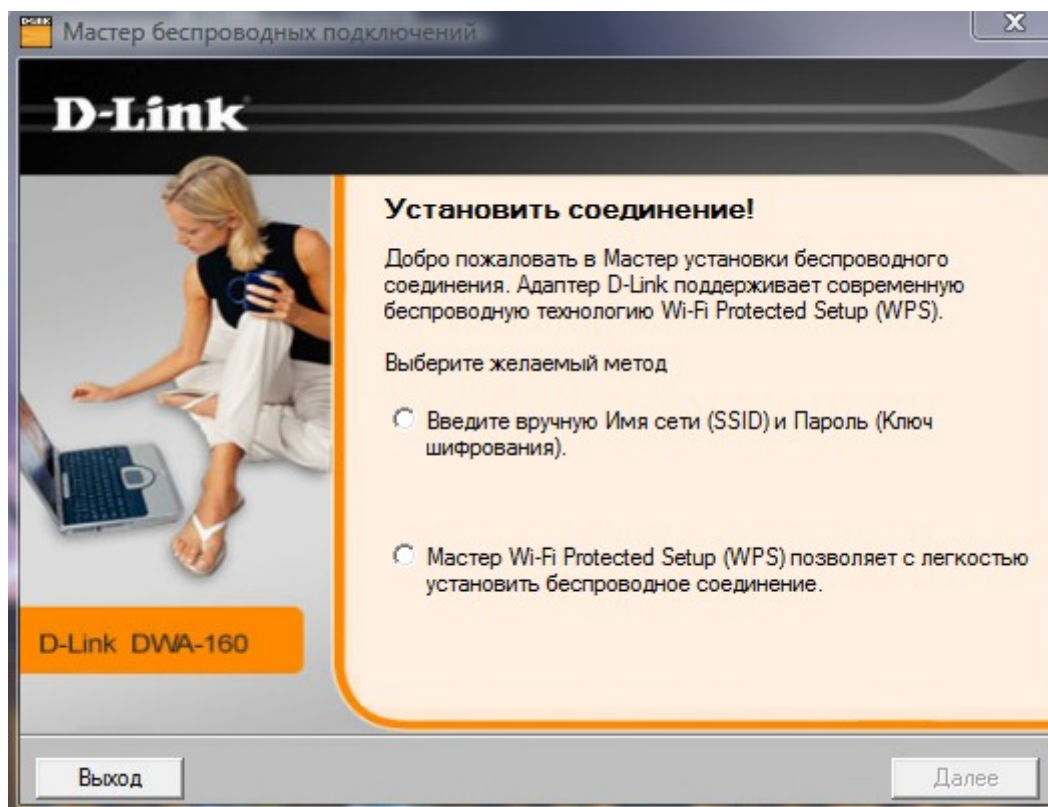 D-Link
Мастер беспроводных подключений
D-Link
Установить соединение!
Добро пожаловать в Мастер установки беспроводного
соединения. Адаптер D-Link поддерживает современную
беспроводную технологию Wi-Fi Protected Setup (WPS).
Выберите желаемый метод
Введите вручную Имя сети (SSID) и Пароль (Ключ
шифрования).
Мастер Wi-Fi Protected Setup (WPS) позволяет с легкостью
установить беспроводное соединение.
D-Link DWA-160
Выход
Далее